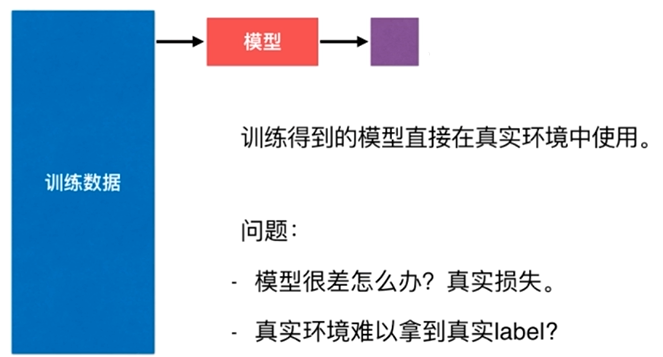 模型
训练得到的模型直接在真实环境中使用。
训练数据
问题：
- 模型很差怎么办？真实损失。
- 真实环境难以拿到真实label?